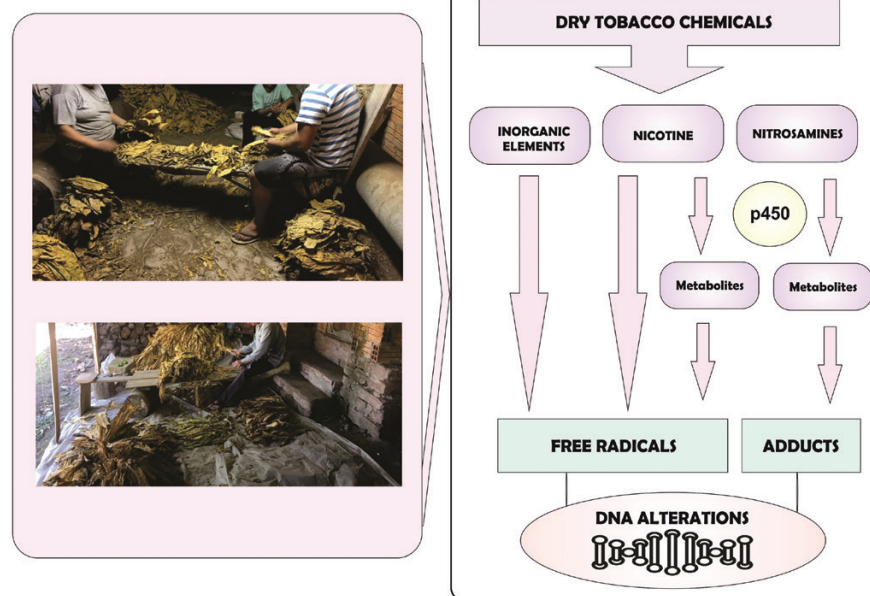 DRY TOBACCO CHEMICALS
INORGANIC
ELEMENTS
NICOTINE
NITROSAMINES
p450
Metabolites
Metabolites
FREE RADICALS
ADDUCTS
DNA ALTERATIONS